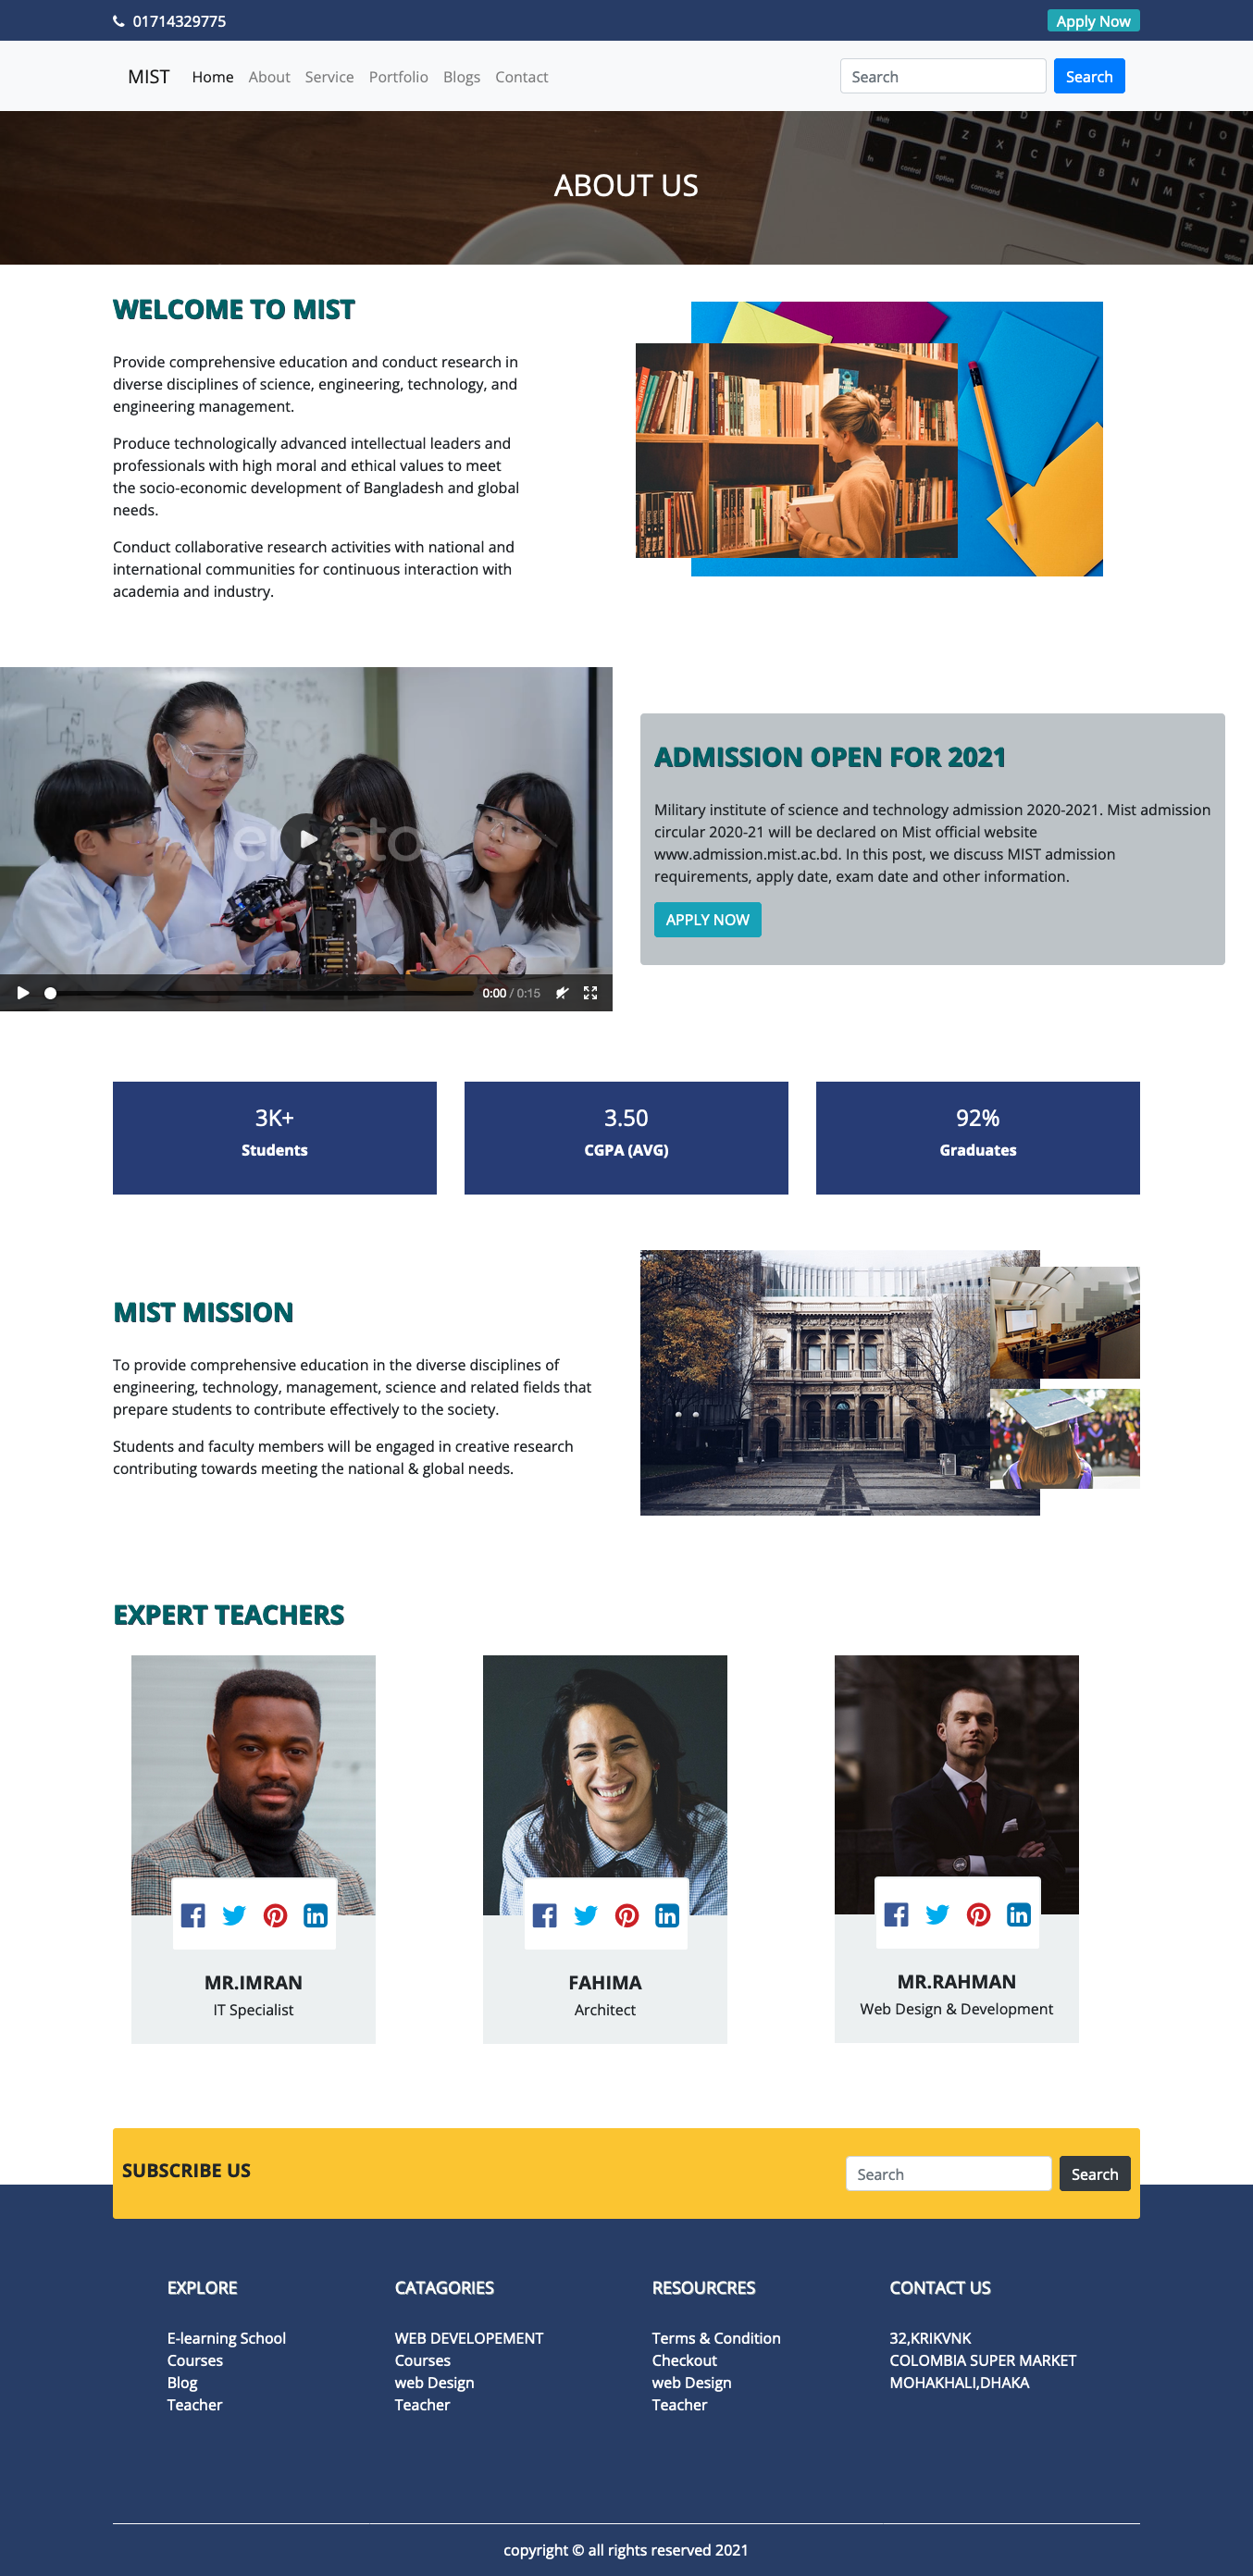 01714329775
Apply Now
MIST Home About Service Portfolio Blogs Contact
Search
Search
ABOUT US
WELCOME TO MIST
Provide comprehensive education and conduct research in
diverse disciplines of science, engineering, technology, and
engineering management.
Produce technologically advanced intellectual leaders and
professionals with high moral and ethical values to meet
the socio-economic development of Bangladesh and global
needs.
Conduct collaborative research activities with national and
international communities for continuous interaction with
academia and industry.
0:00 / 0:15
ADMISSION OPEN FOR 2021
Military institute of science and technology admission 2020-2021. Mist admission
circular 2020-21 will be declared on Mist official website
www.admission.mist.ac.bd. In this post, we discuss MIST admission
requirements, apply date, exam date and other information.
APPLY NOW
3K+
Students
3.50
CGPA (AVG)
92%
Graduates
MIST MISSION
To provide comprehensive education in the diverse disciplines of
engineering, technology, management, science and related fields that
prepare students to contribute effectively to the society.
Students and faculty members will be engaged in creative research
contributing towards meeting the national & global needs.
EXPERT TEACHERS
MR.IMRAN
IT Specialist
FAHIMA
Architect
MR.RAHMAN
Web Design & Development
SUBSCRIBE US
Search
Search
EXPLORE
E-learning School
Courses
Blog
Teacher
CATAGORIES
WEB DEVELOPEMENT
Courses
web Design
Teacher
RESOURCRES
Terms & Condition
Checkout
web Design
Teacher
CONTACT US
32,KRIKVNK
COLOMBIA SUPER MARKET
MOHAKHALI,DHAKA
copyright © all rights reserved 2021